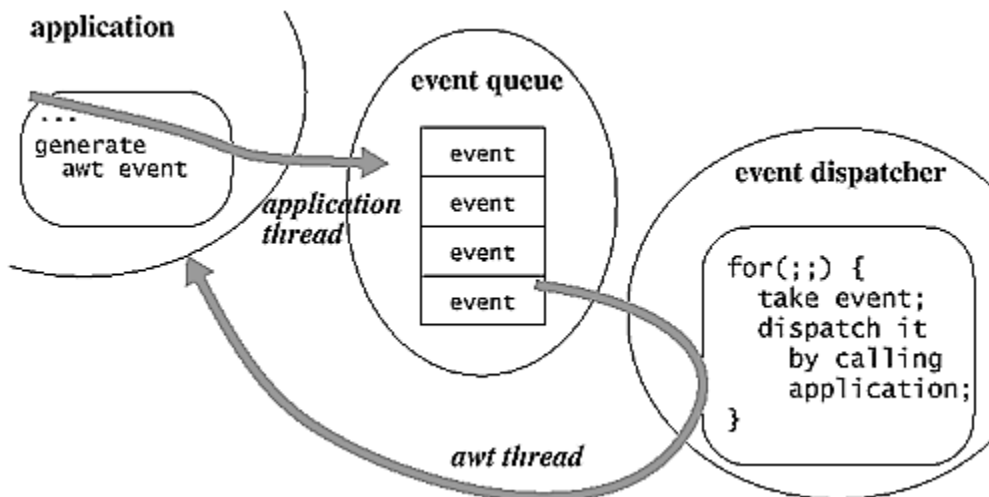 application
...
generate
awt event
application
thread
event queue
event
event
event
event
event dispatcher
for(;;) {
take event;
dispatch it
by calling
application;
}
awt thread